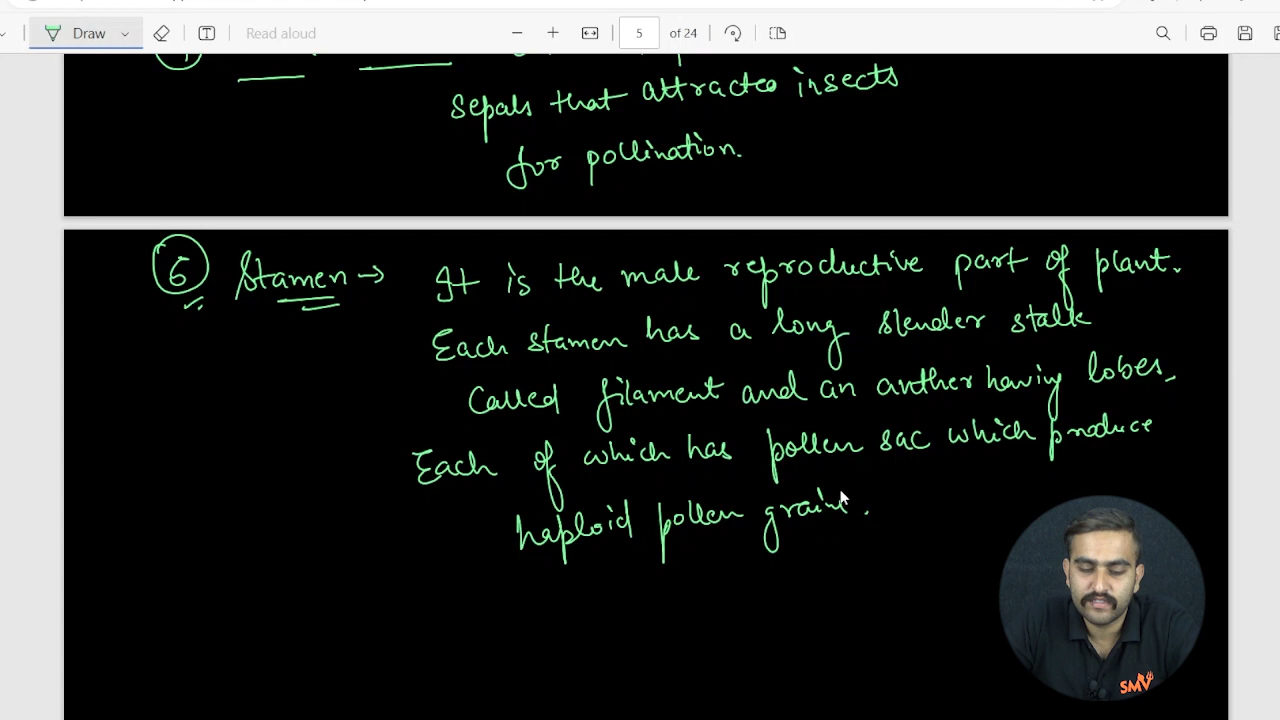 Draw
Read aloud
5
of 24
sepals that attracteo insects
for pollination.
6 Stamen → It is the male reproductive part of plant.
Each stamen has a long slender stalk
Called filament and an anther having lobes.
Each of which has pollen sac which produce
haploid pollen grains.
SMV